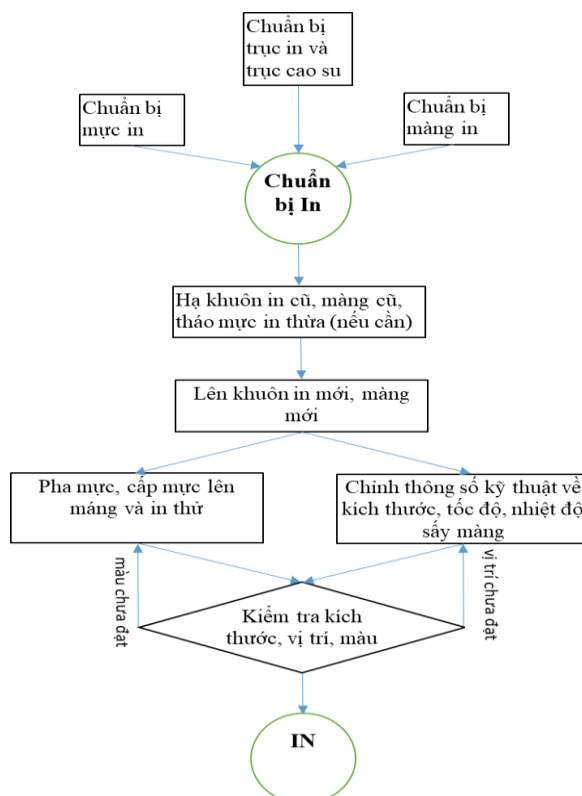 Chuẩn bị
trục in và
trục cao su
Chuẩn bị
mực in
Chuẩn bị
màng in
Chuẩn
bị In
Hạ khuôn in cũ, màng cũ,
tháo mực in thừa (nếu cần)
Lên khuôn in mới, màng
mới
Pha mực, cấp mực lên
máng và in thử
Chỉnh thông số kỹ thuật về
kích thước, tốc độ, nhiệt độ
sấy màng
màu chưa đạt
vị trí chưa đạt
Kiểm tra kích
thước, vị trí, màu
IN